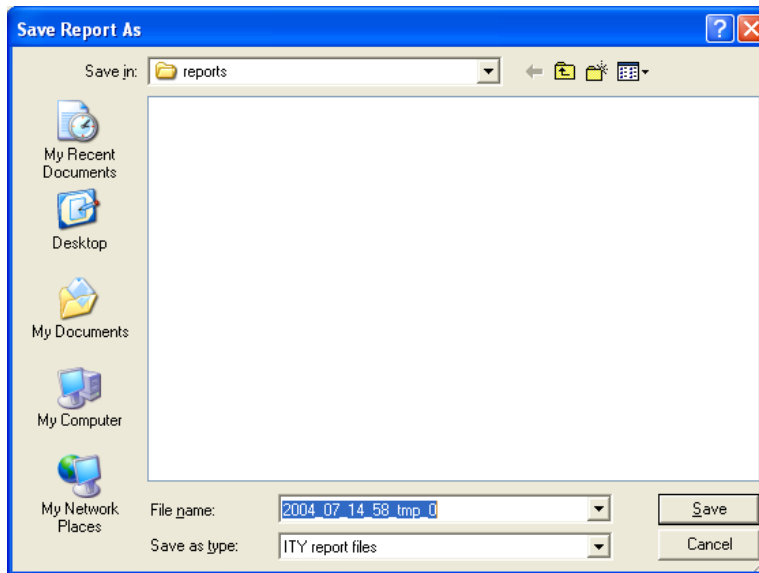 Save Report As
Save in: reports
My Recent
Documents
Desktop
My Documents
My Computer
My Network
Places
File name: 2004_07_14_58_tmp_0
Save
Save as type: ITY report files
Cancel